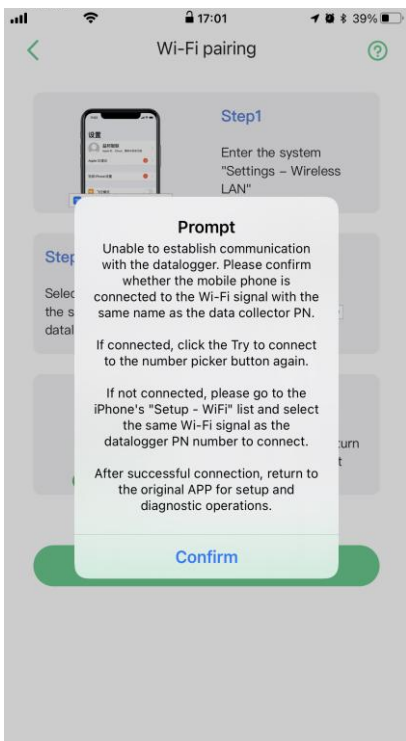 17:01
39%
Wi-Fi pairing
Step1
Enter the system
"Settings – Wireless
LAN"
设置
Prompt
Unable to establish communication
with the datalogger. Please confirm
whether the mobile phone is
connected to the Wi-Fi signal with the
same name as the data collector PN.
If connected, click the Try to connect
to the number picker button again.
If not connected, please go to the
iPhone's "Setup - WiFi" list and select
the same Wi-Fi signal as the
datalogger PN number to connect.
After successful connection, return to
the original APP for setup and
diagnostic operations.
Confirm
Step
Selec
the s
datal
turn
t